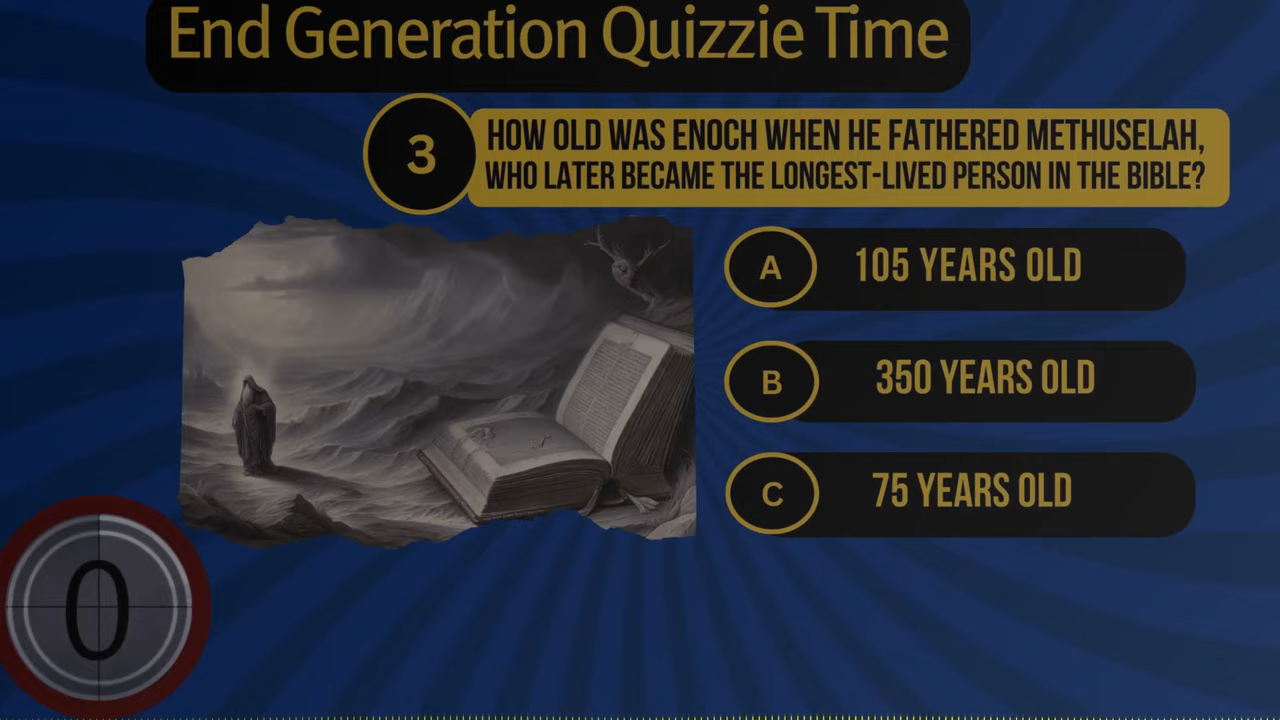 End Generation Quizzie Time
3
HOW OLD WAS ENOCH WHEN HE FATHERED METHUSELAH,
WHO LATER BECAME THE LONGEST-LIVED PERSON IN THE BIBLE?
A 105 YEARS OLD
B 350 YEARS OLD
C 75 YEARS OLD
0